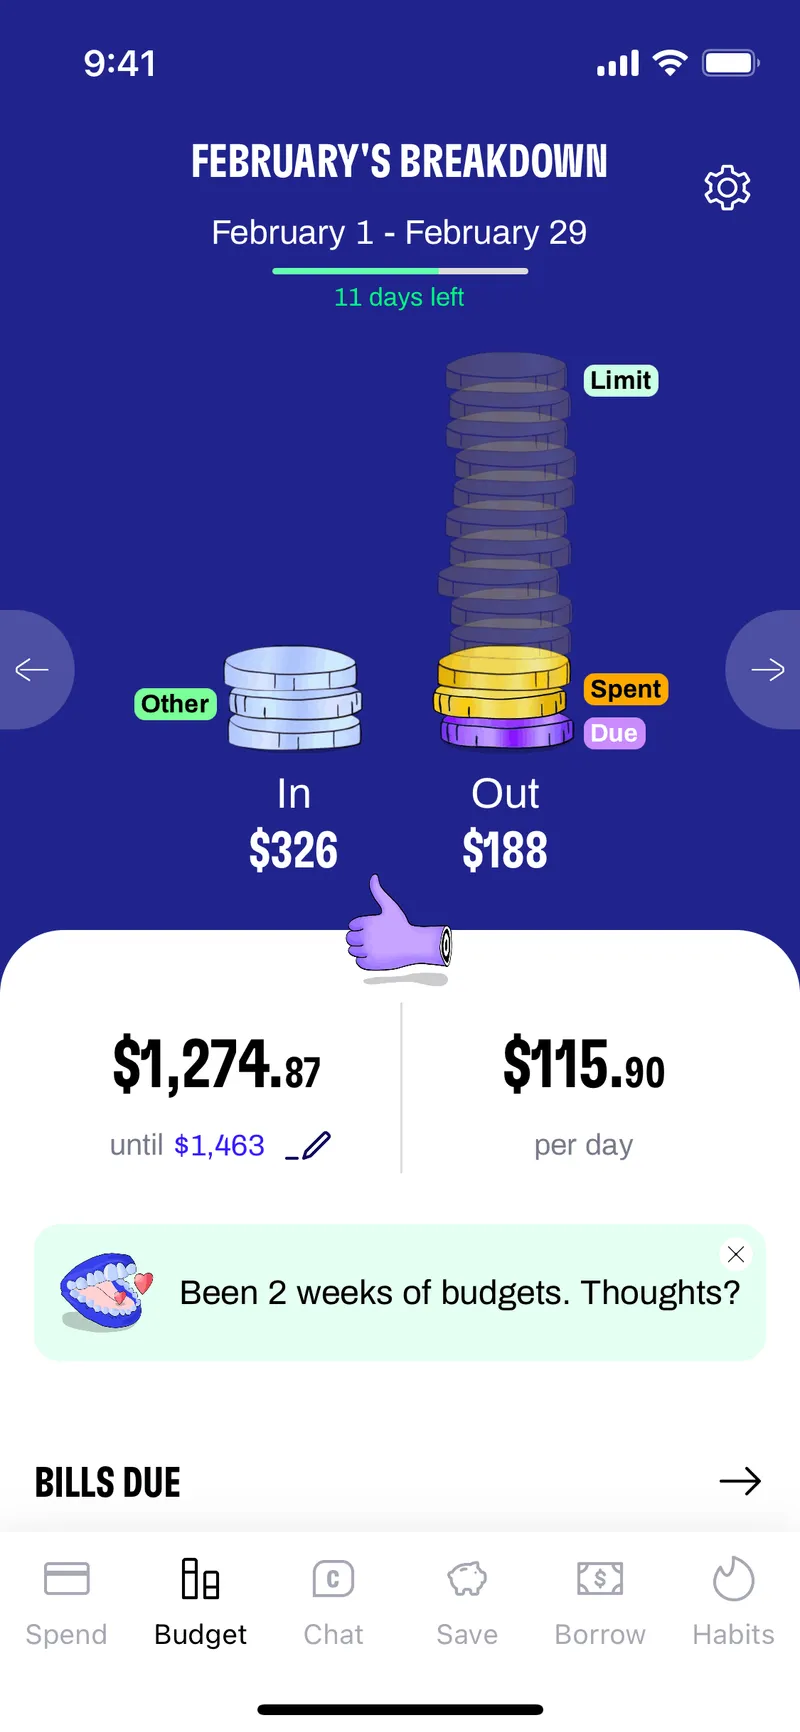 9:41
FEBRUARY'S BREAKDOWN
February 1 - February 29
11 days left
Limit
Other
Spent
Due
In
Out
$326
$188
$1,274.87
$115.90
until $1,463
per day
Been 2 weeks of budgets. Thoughts?
BILLS DUE
C
$
Spend
Budget
Chat
Save
Borrow
Habits